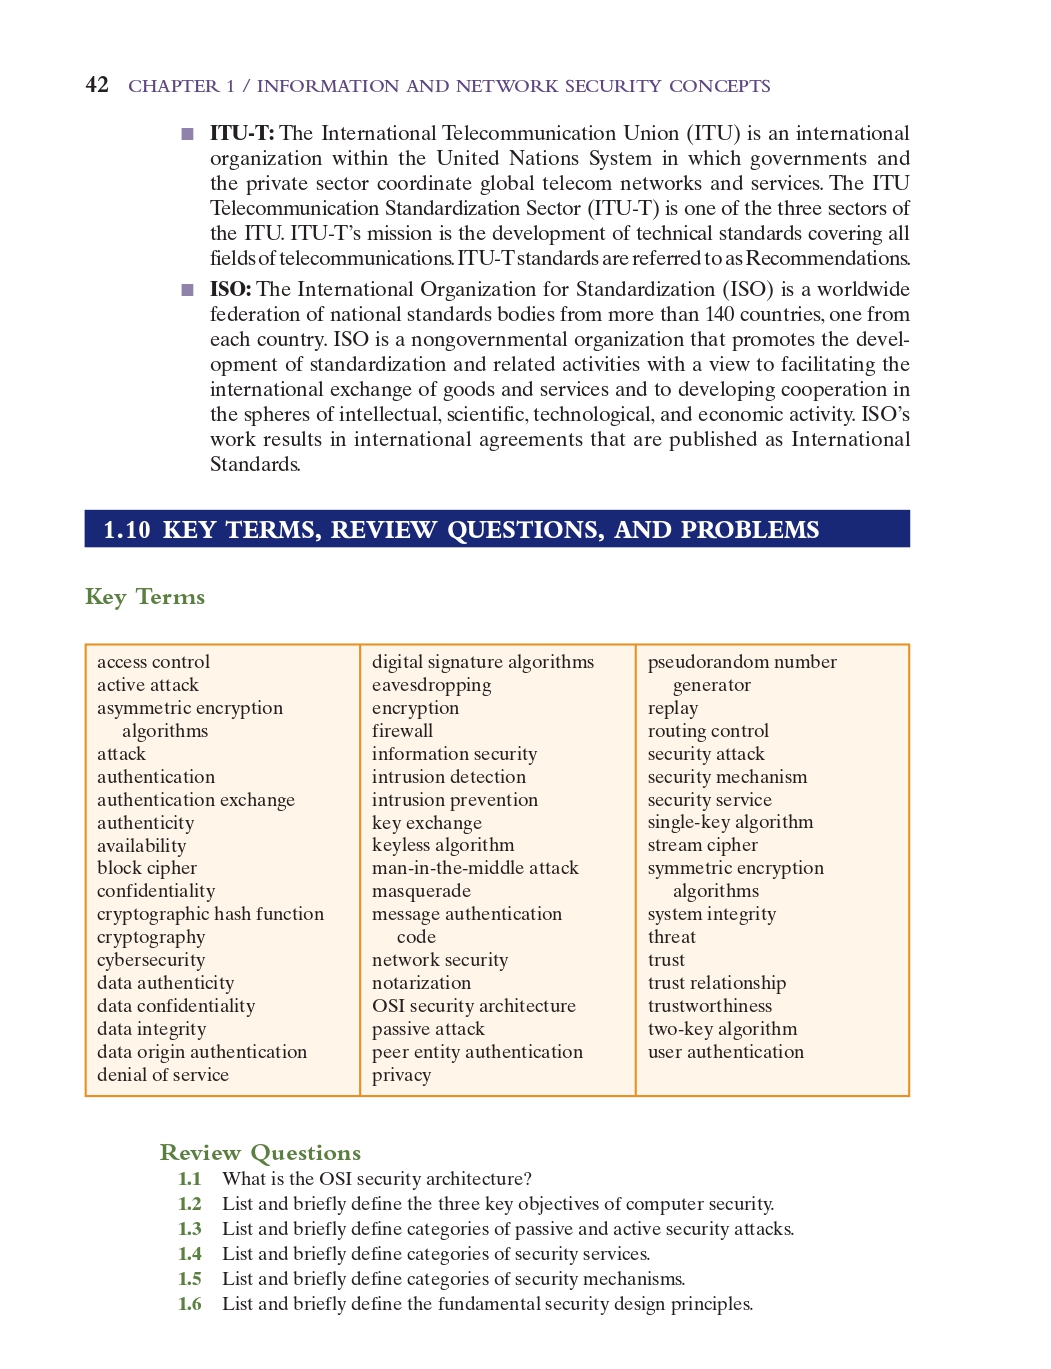 42 CHAPTER 1 / INFORMATION AND NETWORK SECURITY CONCEPTS
■ ITU-T: The International Telecommunication Union (ITU) is an international
organization within the United Nations System in which governments and
the private sector coordinate global telecom networks and services. The ITU
Telecommunication Standardization Sector (ITU-T) is one of the three sectors of
the ITU. ITU-T’s mission is the development of technical standards covering all
fields of telecommunications. ITU-T standards are referred to as Recommendations.
■ ISO: The International Organization for Standardization (ISO) is a worldwide
federation of national standards bodies from more than 140 countries, one from
each country. ISO is a nongovernmental organization that promotes the devel-
opment of standardization and related activities with a view to facilitating the
international exchange of goods and services and to developing cooperation in
the spheres of intellectual, scientific, technological, and economic activity. ISO’s
work results in international agreements that are published as International
Standards.
1.10 KEY TERMS, REVIEW QUESTIONS, AND PROBLEMS
Key Terms
access control
active attack
asymmetric encryption
algorithms
attack
authentication
authentication exchange
authenticity
availability
block cipher
confidentiality
cryptographic hash function
cryptography
cybersecurity
data authenticity
data confidentiality
data integrity
data origin authentication
denial of service
digital signature algorithms
eavesdropping
encryption
firewall
information security
intrusion detection
intrusion prevention
key exchange
keyless algorithm
man-in-the-middle attack
masquerade
message authentication
code
network security
notarization
OSI security architecture
passive attack
peer entity authentication
privacy
pseudorandom number
generator
replay
routing control
security attack
security mechanism
security service
single-key algorithm
stream cipher
symmetric encryption
algorithms
system integrity
threat
trust
trust relationship
trustworthiness
two-key algorithm
user authentication
Review Questions
1.1 What is the OSI security architecture?
1.2 List and briefly define the three key objectives of computer security.
1.3 List and briefly define categories of passive and active security attacks.
1.4 List and briefly define categories of security services.
1.5 List and briefly define categories of security mechanisms.
1.6 List and briefly define the fundamental security design principles.